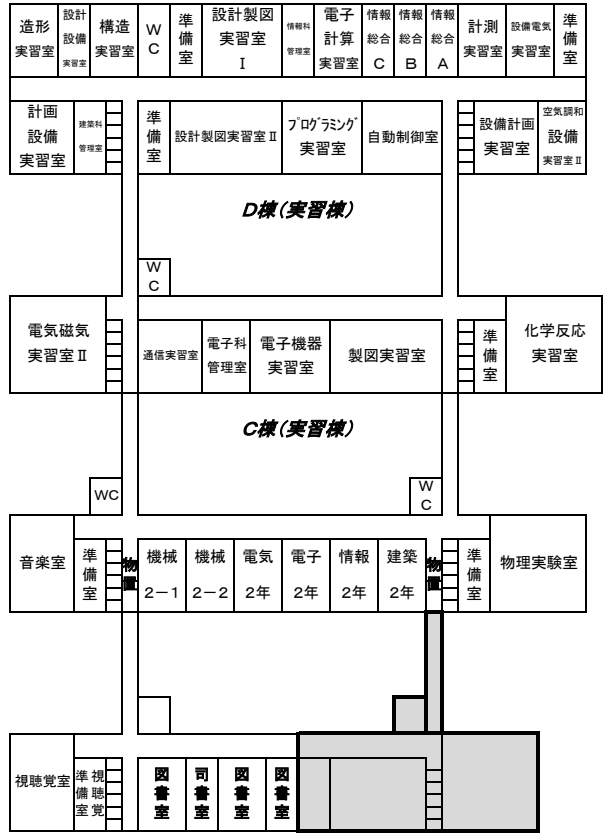 造形
実習室
設計
設備
実習室
構造
実習室
W
C
準
備
室
設計製図
実習室
Ⅰ
情報科
管理室
電子
計算
実習室
情報
総合
C
情報
総合
B
情報
総合
A
計測
実習室
設備電気
実習室
準
備
室
計画
設備
実習室
建築科
管理室
準
備
室
設計製図実習室Ⅱ
ﾌﾟﾛｸﾞﾗﾐﾝｸﾞ
実習室
自動制御室
設備計画
実習室
空気調和
設備
実習室Ⅱ
D棟(実習棟)
W
C
電気磁気
実習室Ⅱ
通信実習室
電子科
管理室
電子機器
実習室
製図実習室
準
備
室
化学反応
実習室
C棟(実習棟)
WC
W
C
音楽室
準
備
室
物
置
機械
2－1
機械
2－2
電気
2年
電子
2年
情報
2年
建築
2年
物
置
準
備
室
物理実験室
視聴覚室
準 視
備 聴
室 覚
図
書
室
司
書
室
図
書
室
図
書
室